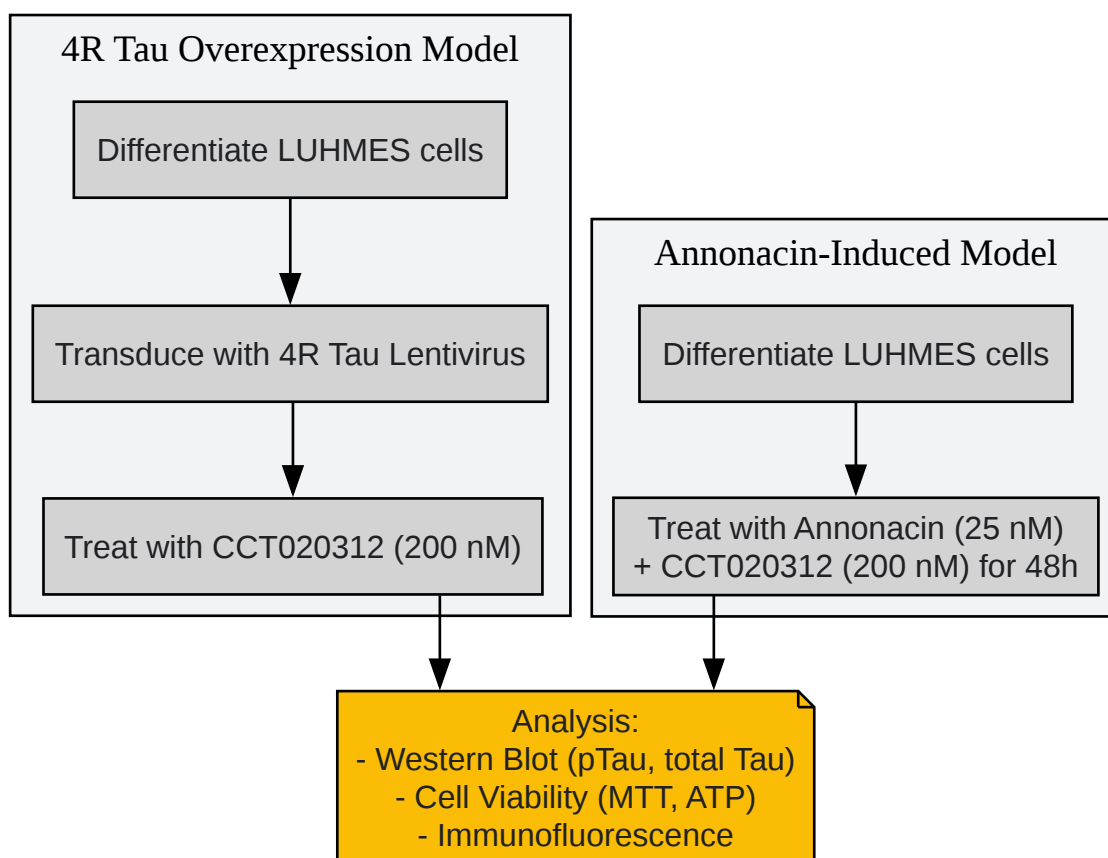 4R Tau Overexpression Model
Differentiate LUHMES cells
Transduce with 4R Tau Lentivirus
Treat with CCT020312 (200 nM)
Annonacin-Induced Model
Differentiate LUHMES cells
Treat with Annonacin (25 nM)
+ CCT020312 (200 nM) for 48h
Analysis:
- Western Blot (pTau, total Tau)
- Cell Viability (MTT, ATP)
- Immunofluorescence